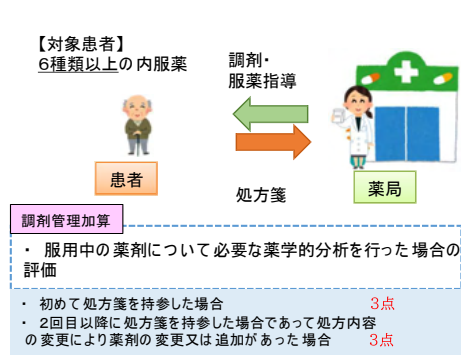 【対象患者】
6種類以上の内服薬
調剤・
服薬指導
患者
処方箋
薬局
調剤管理加算
・ 服用中の薬剤について必要な薬学的分析を行った場合の
評価
・ 初めて処方箋を持参した場合 3点
・ 2回目以降に処方箋を持参した場合であって処方内容
の変更により薬剤の変更又は追加があった場合 3点